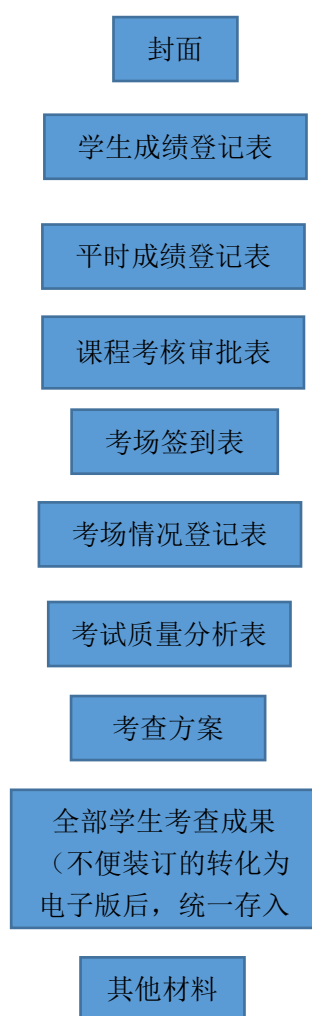 封面
学生成绩登记表
平时成绩登记表
课程考核审批表
考场签到表
考场情况登记表
考试质量分析表
考查方案
全部学生考查成果
（不便装订的转化为
电子版后，统一存入
其他材料